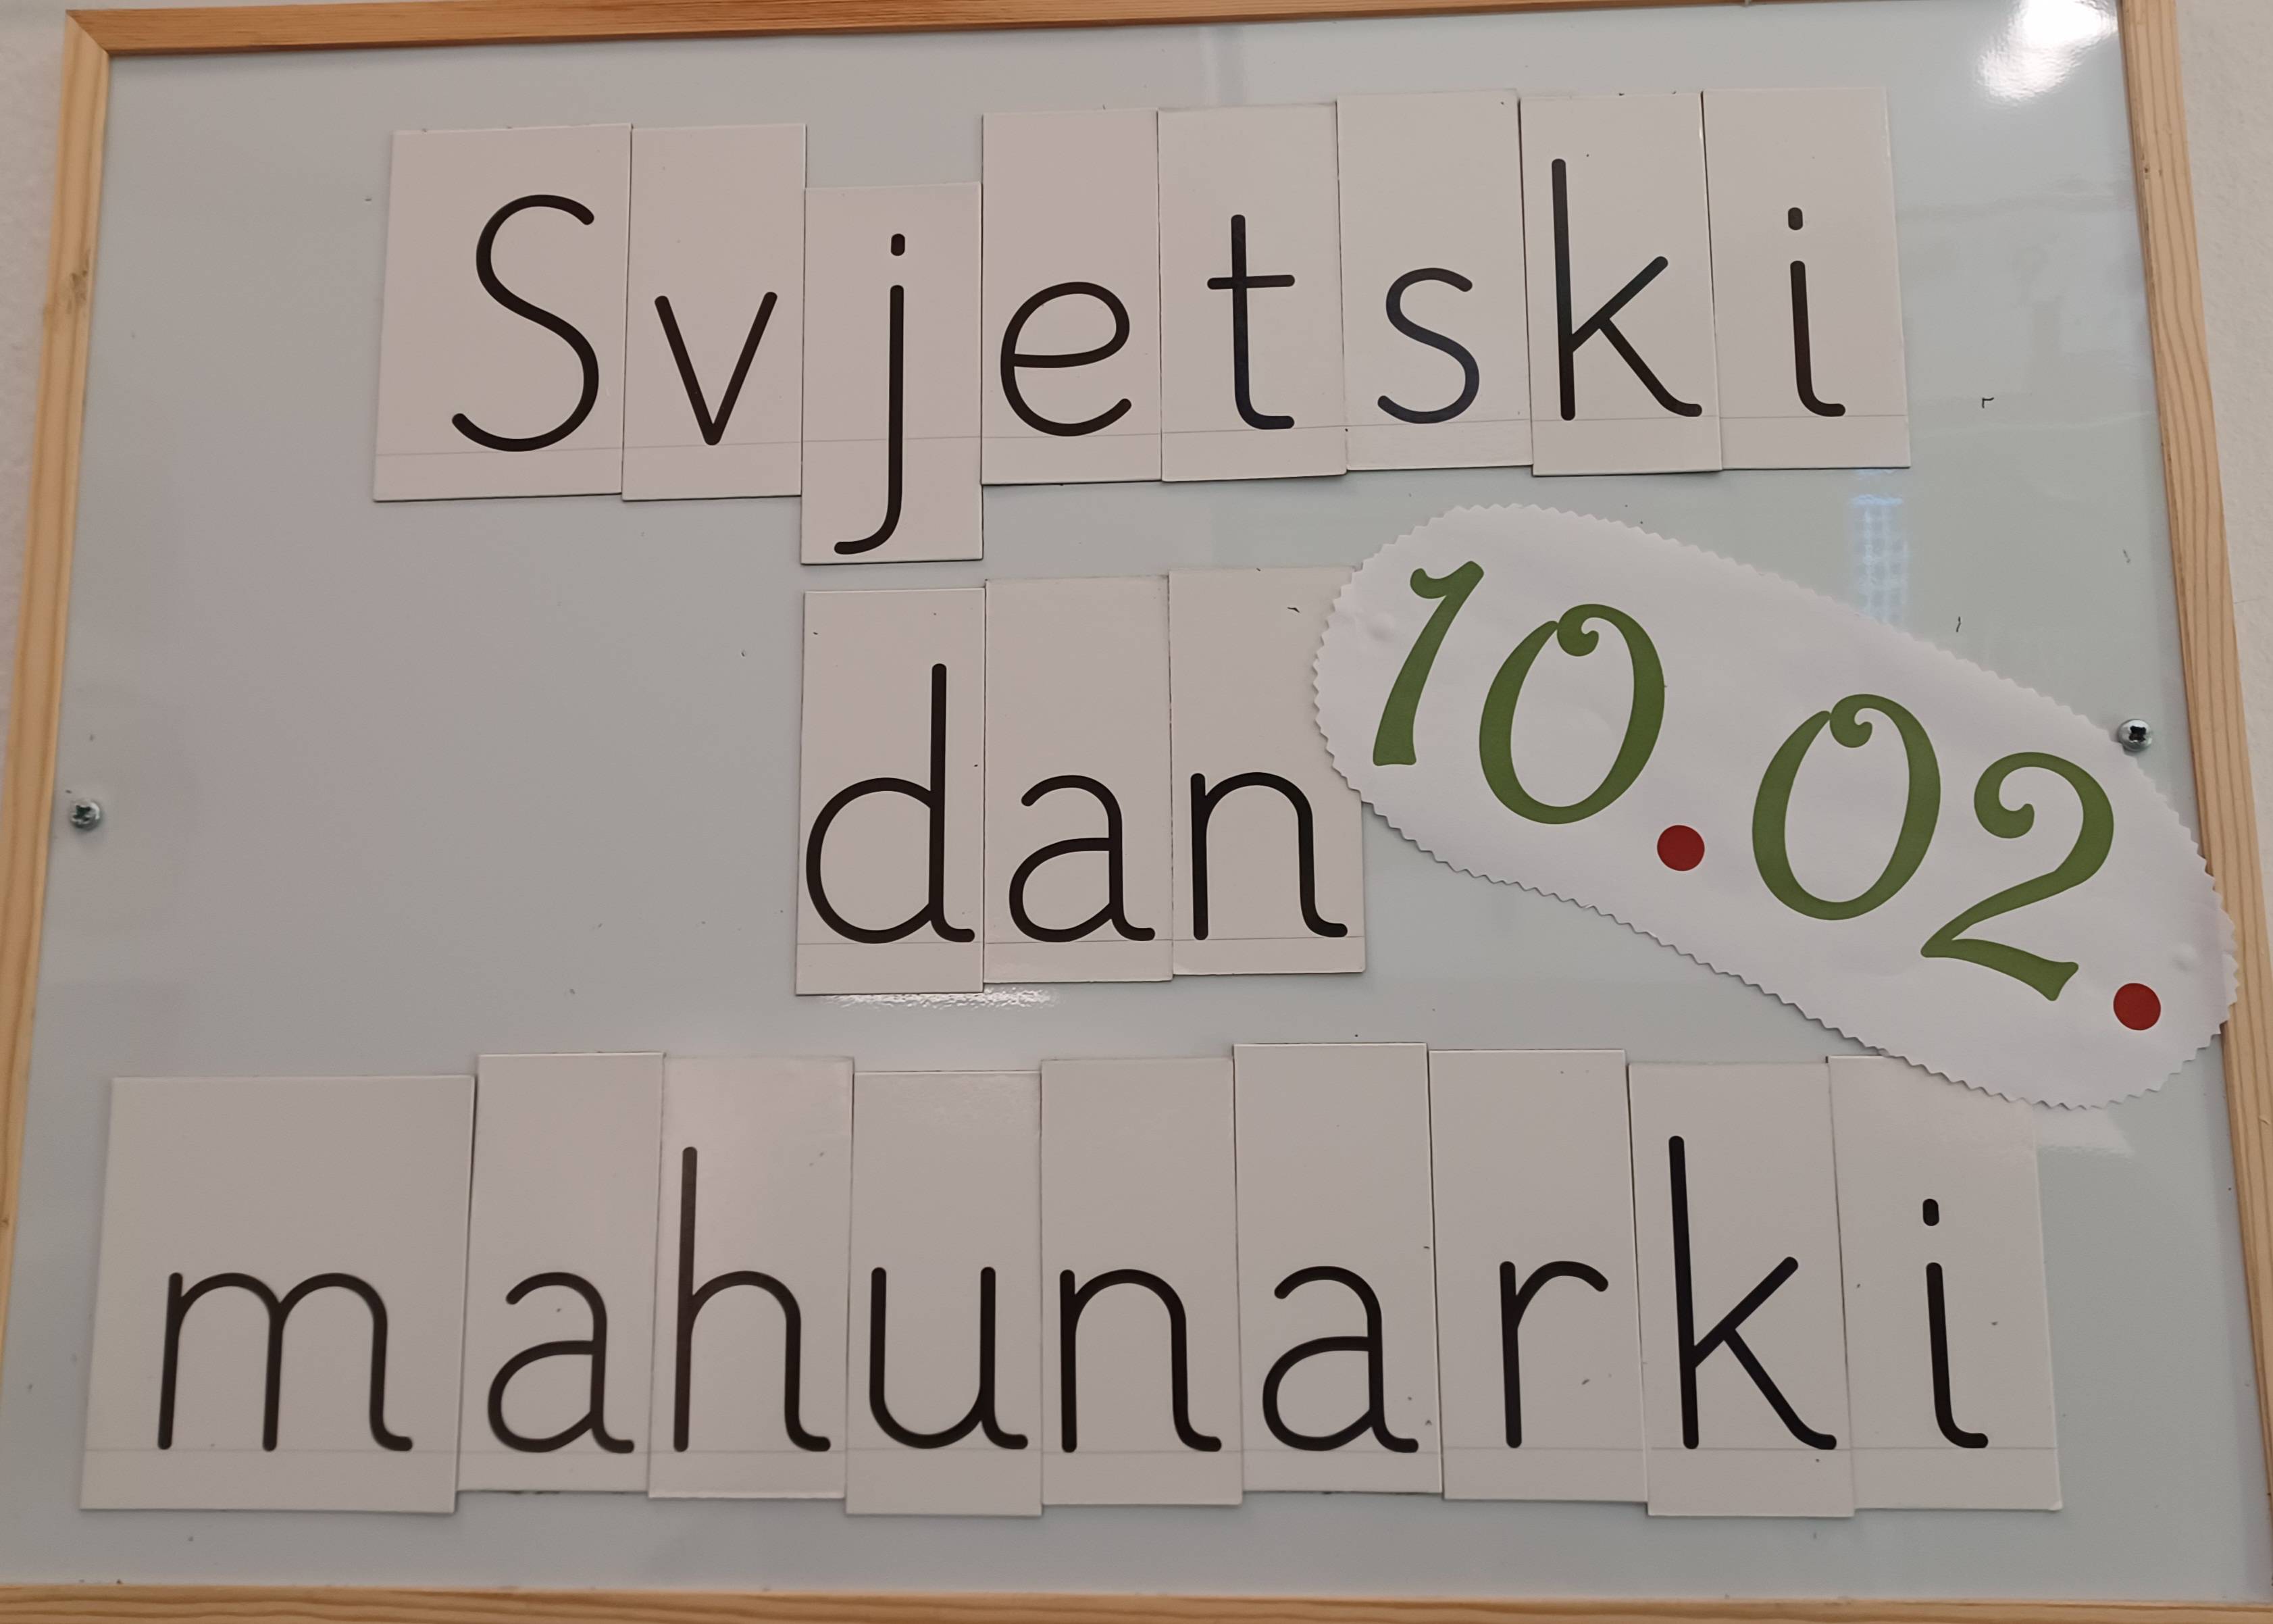 Svjetski
dan
10.02.
mahunarki